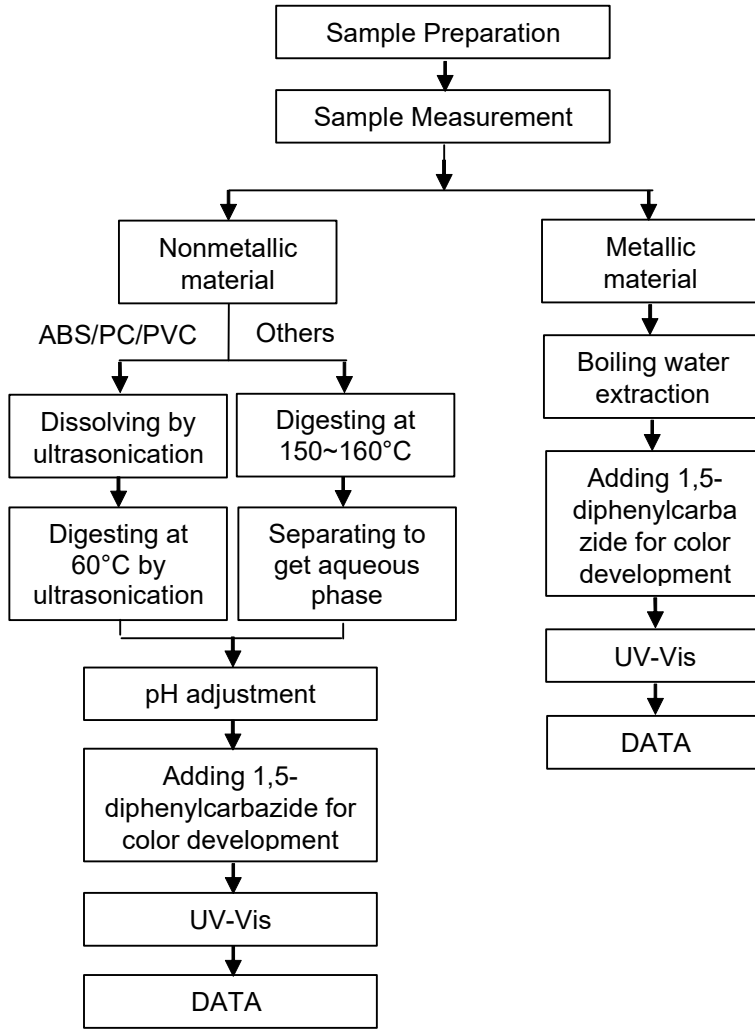 Sample Preparation
Sample Measurement
Nonmetallic
material
Metallic
material
ABS/PC/PVC
Others
Boiling water
extraction
Dissolving by
ultrasonication
Digesting at
150~160°C
Adding 1,5-
diphenylcarba
zide for color
development
Digesting at
60°C by
ultrasonication
Separating to
get aqueous
phase
UV-Vis
pH adjustment
DATA
Adding 1,5-
diphenylcarbazide for
color development
UV-Vis
DATA